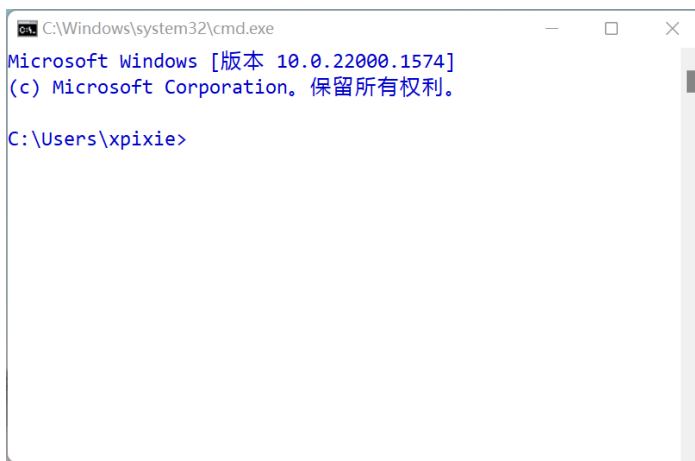 C:\Windows\system32\cmd.exe
Microsoft Windows [版本 10.0.22000.1574]
(c) Microsoft Corporation。保留所有权利。
C:\Users\xpixie>